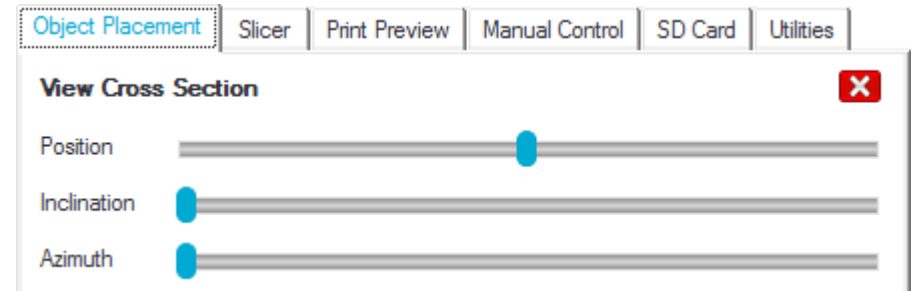 Object Placement Slicer Print Preview Manual Control SD Card Utilities
View Cross Section
Position
Inclination
Azimuth